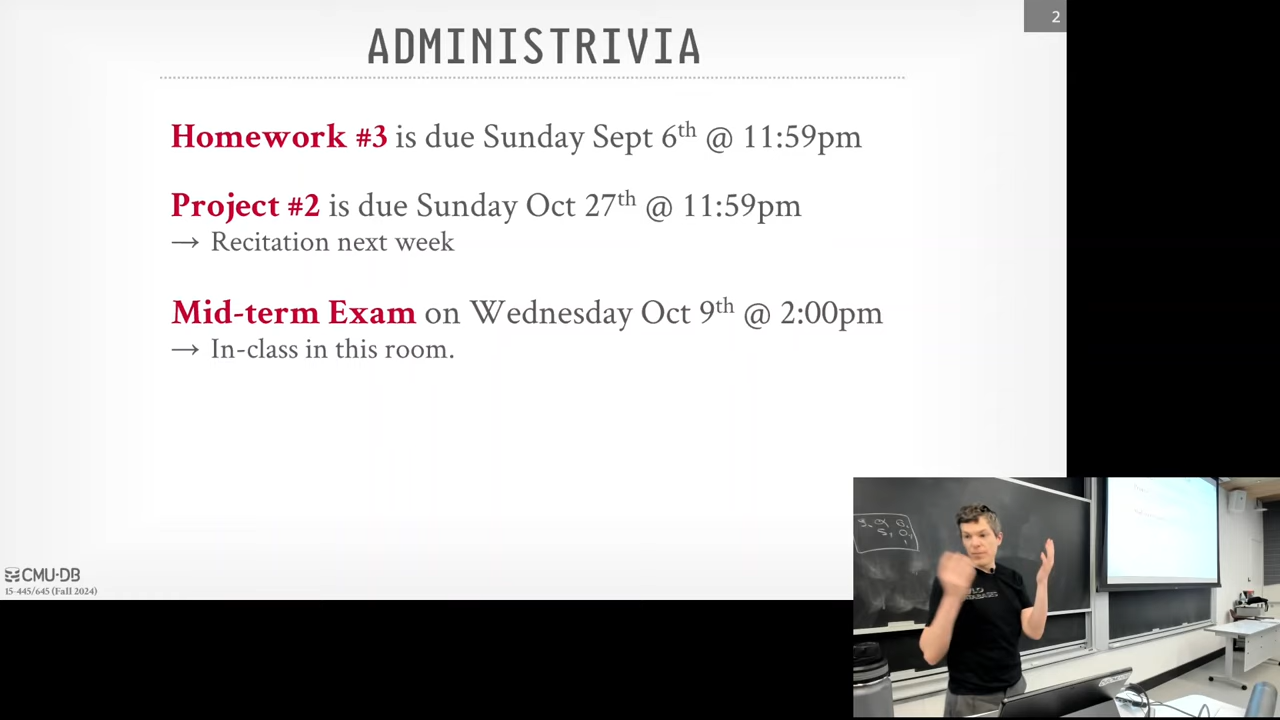 2
ADMINISTRIVIA
Homework #3 is due Sunday Sept 6th @ 11:59pm
Project #2 is due Sunday Oct 27th @ 11:59pm
→ Recitation next week
Mid-term Exam on Wednesday Oct 9th @ 2:00pm
→ In-class in this room.
CMU·DB
15-445/645 (Fall 2024)